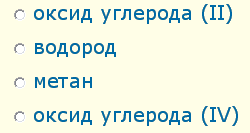 оксид углерода (II)
водород
метан
оксид углерода (IV)